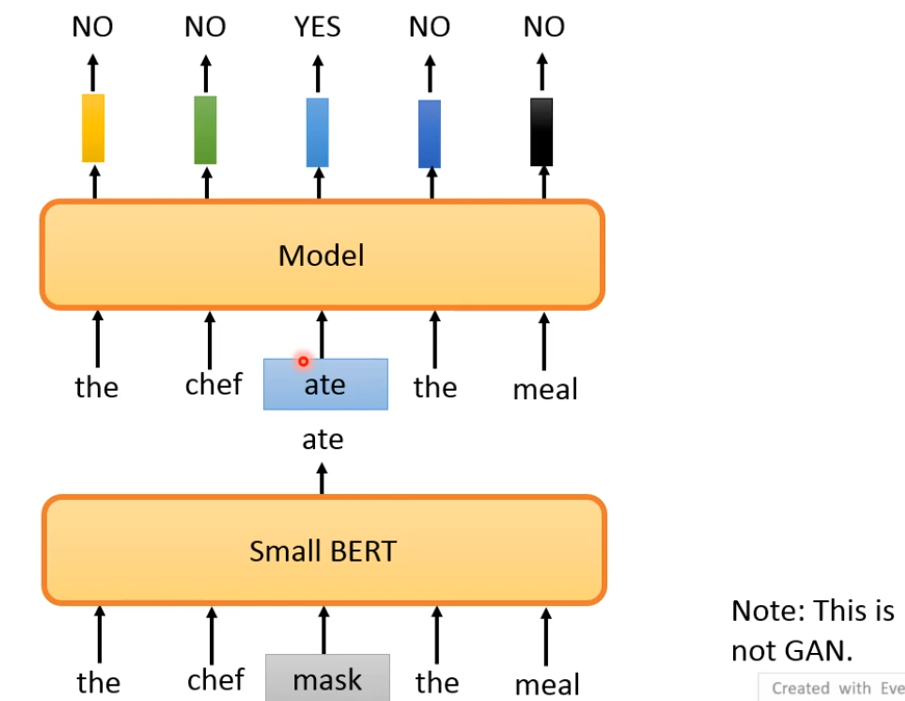 NO NO YES NO NO
Model
the chef ate the meal
ate
Small BERT
Note: This is
not GAN.
the chef mask the meal
Created with Eve